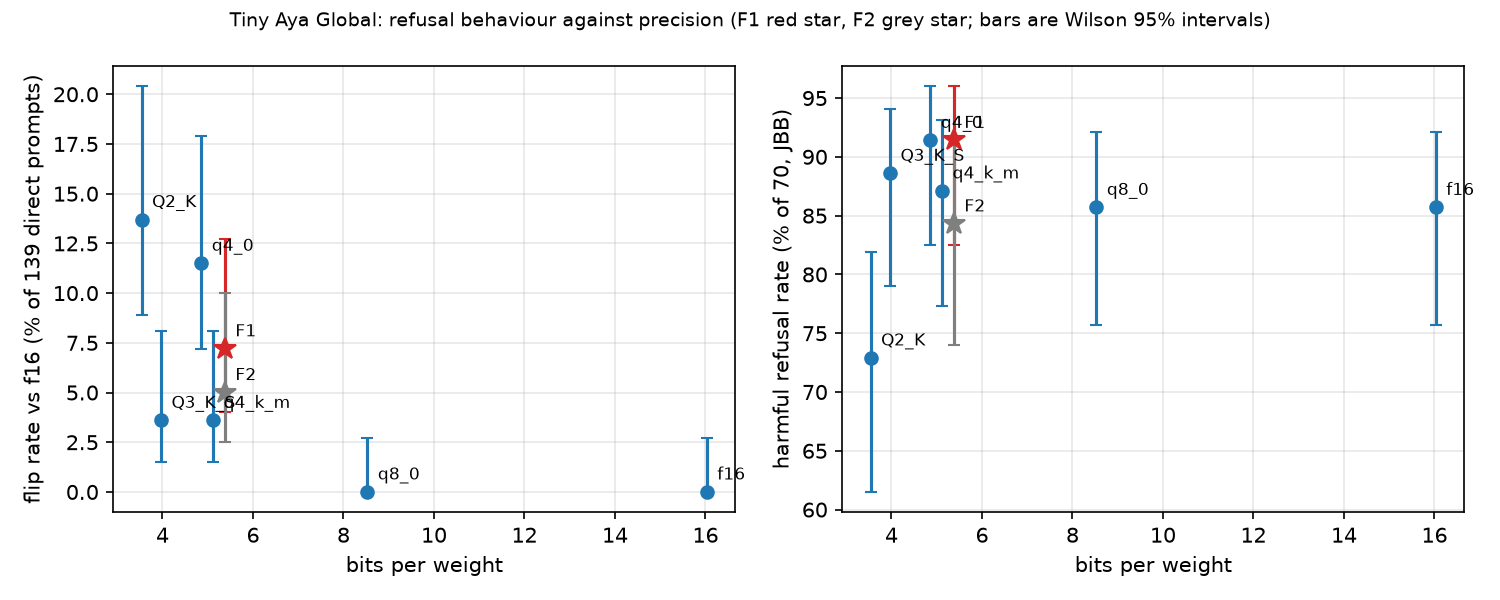 Tiny Aya Global: refusal behaviour against precision (F1 red star, F2 grey star; bars are Wilson 95% intervals)
flip rate vs f16 (% of 139 direct prompts)
20.0
17.5
15.0
12.5
10.0
7.5
5.0
2.5
0.0
Q2_K
q4_0
F1
F2
Q3_K_S
q4_k_m
q8_0
f16
4 6 8 10 12 14 16
bits per weight
harmful refusal rate (% of 70, JBB)
95
90
85
80
75
70
65
60
q4_0
F1
Q3_K_S
q4_k_m
F2
q8_0
f16
Q2_K
4 6 8 10 12 14 16
bits per weight